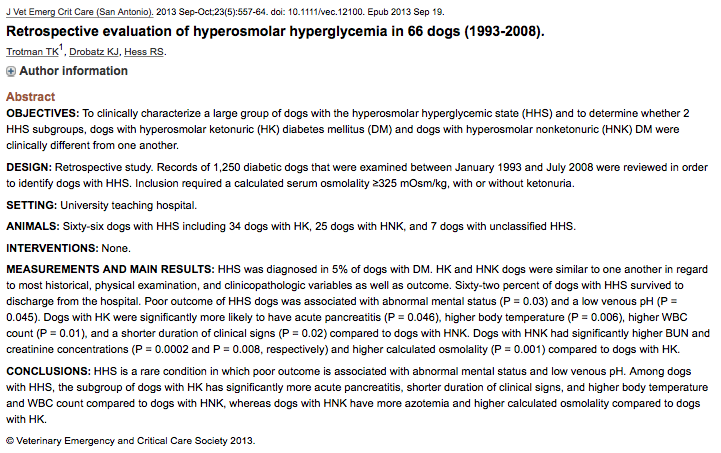 J Vet Emerg Crit Care (San Antonio). 2013 Sep-Oct;23(5):557-64. doi: 10.1111/vec.12100. Epub 2013 Sep 19.
Retrospective evaluation of hyperosmolar hyperglycemia in 66 dogs (1993-2008).
Trotman TK1, Drobatz KJ, Hess RS.
Author information
Abstract
OBJECTIVES: To clinically characterize a large group of dogs with the hyperosmolar hyperglycemic state (HHS) and to determine whether 2
HHS subgroups, dogs with hyperosmolar ketonuric (HK) diabetes mellitus (DM) and dogs with hyperosmolar nonketonuric (HNK) DM were
clinically different from one another.
DESIGN: Retrospective study. Records of 1,250 diabetic dogs that were examined between January 1993 and July 2008 were reviewed in order
to identify dogs with HHS. Inclusion required a calculated serum osmolality ≥325 mOsm/kg, with or without ketonuria.
SETTING: University teaching hospital.
ANIMALS: Sixty-six dogs with HHS including 34 dogs with HK, 25 dogs with HNK, and 7 dogs with unclassified HHS.
INTERVENTIONS: None.
MEASUREMENTS AND MAIN RESULTS: HHS was diagnosed in 5% of dogs with DM. HK and HNK dogs were similar to one another in regard
to most historical, physical examination, and clinicopathologic variables as well as outcome. Sixty-two percent of dogs with HHS survived to
discharge from the hospital. Poor outcome of HHS dogs was associated with abnormal mental status (P = 0.03) and a low venous pH (P =
0.045). Dogs with HK were significantly more likely to have acute pancreatitis (P = 0.046), higher body temperature (P = 0.006), higher WBC
count (P = 0.01), and a shorter duration of clinical signs (P = 0.02) compared to dogs with HNK. Dogs with HNK had significantly higher BUN and
creatinine concentrations (P = 0.0002 and P = 0.008, respectively) and higher calculated osmolality (P = 0.001) compared to dogs with HK.
CONCLUSIONS: HHS is a rare condition in which poor outcome is associated with abnormal mental status and low venous pH. Among dogs
with HHS, the subgroup of dogs with HK has significantly more acute pancreatitis, shorter duration of clinical signs, and higher body temperature
and WBC count compared to dogs with HNK, whereas dogs with HNK have more azotemia and higher calculated osmolality compared to dogs
with HK.
© Veterinary Emergency and Critical Care Society 2013.